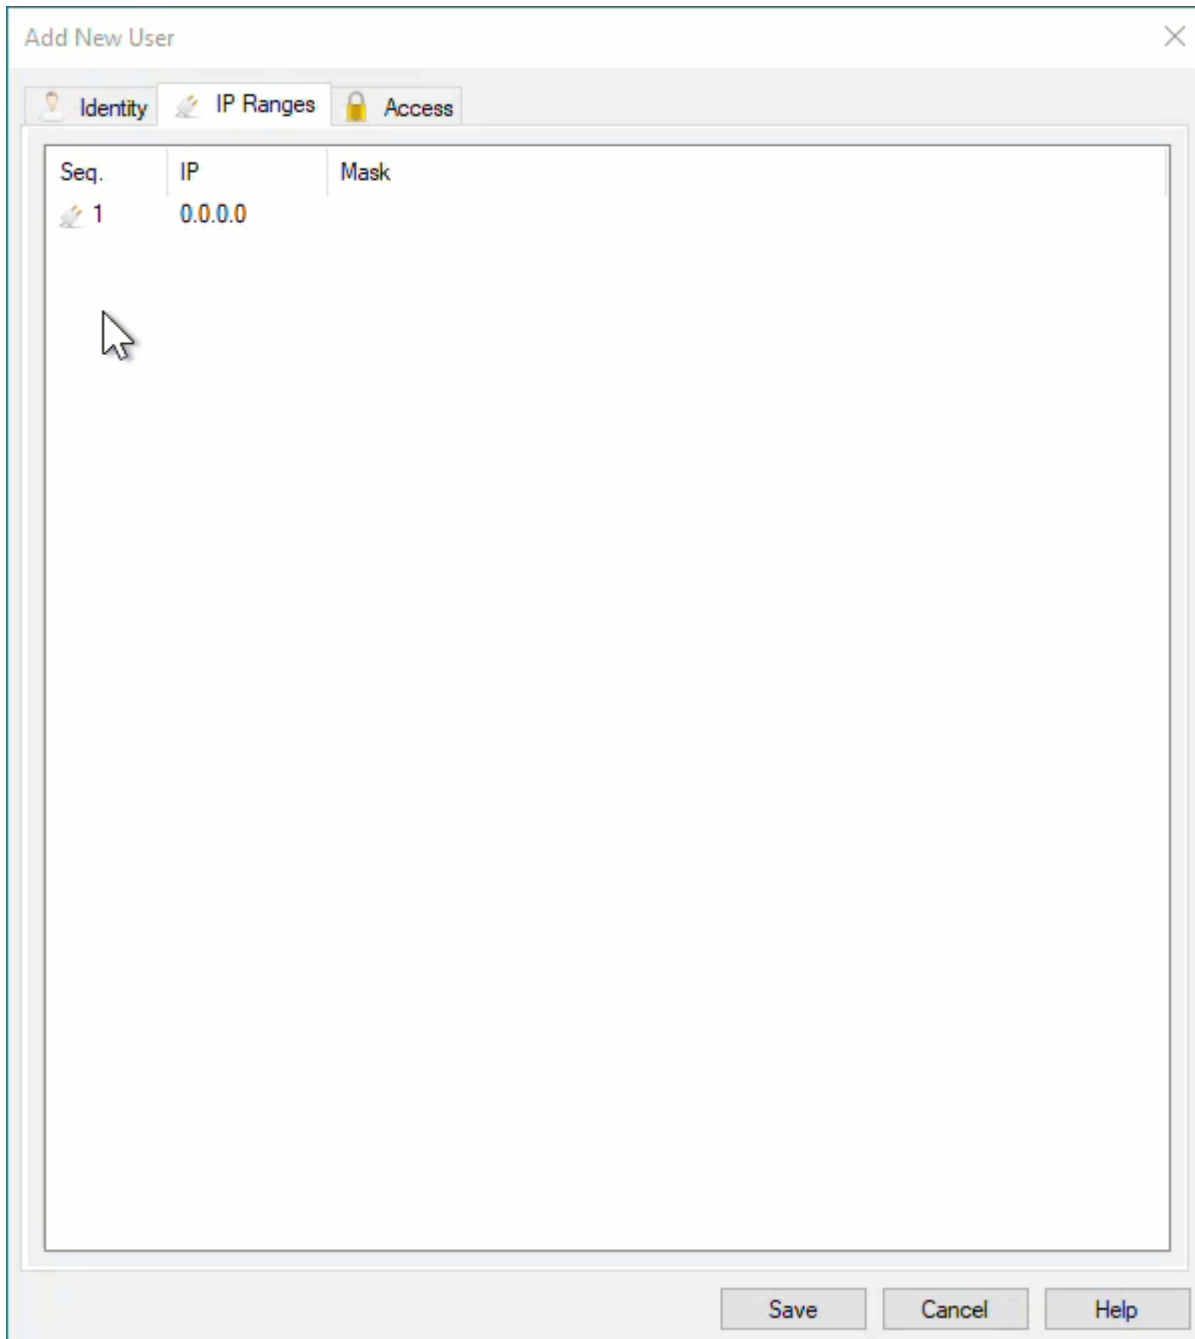 Add New User
Identity IP Ranges Access
Seq. IP Mask
1 0.0.0.0
Save Cancel Help